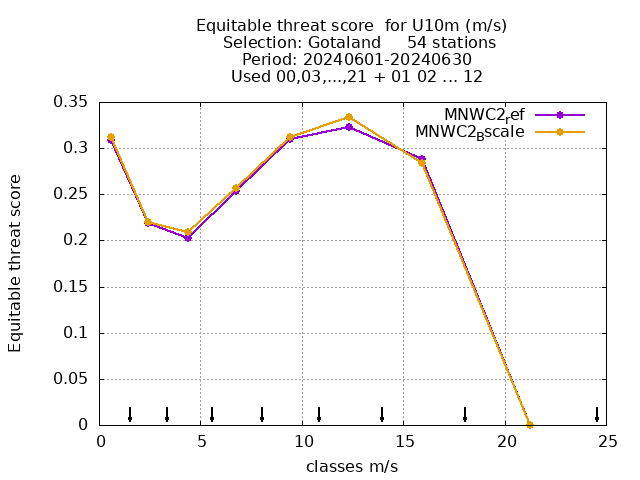 Equitable threat score  for U10m (m/s)
Selection: Gotaland     54 stations
Period: 20240601-20240630
Used 00,03,...,21 + 01 02 ... 12
MNWC2_ref
MNWC2_Bscale
Equitable threat score
0.35
0.3
0.25
0.2
0.15
0.1
0.05
0
0 5 10 15 20 25
classes m/s